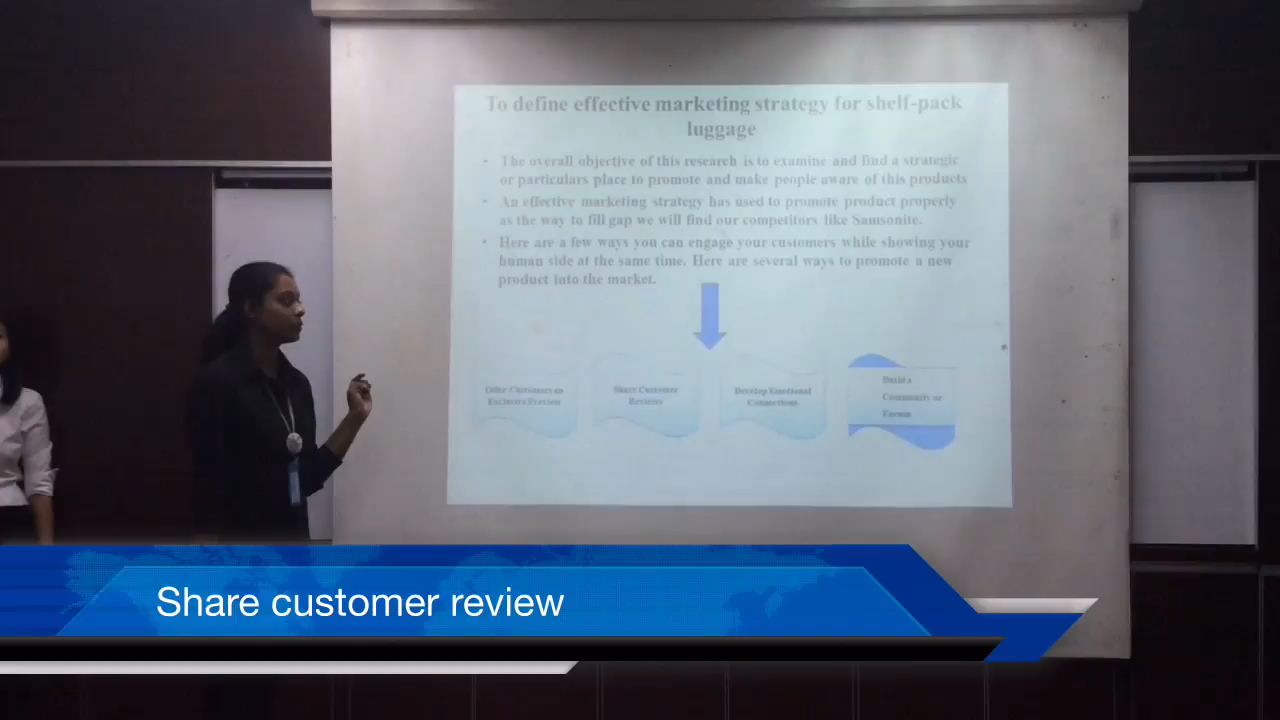 To define effective marketing strategy for shelf-pack
luggage
• The overall objective of this research is to examine and find a strategic
or particulars place to promote and make people aware of this products
• An effective marketing strategy has used to promote product properly
as the way to fill gap we will find our competitors like Samsonite.
• Here are a few ways you can engage your customers while showing your
human side at the same time. Here are several ways to promote a new
product into the market.
Offer Customers an
Exclusive Preview
Share Customer
Reviews
Develop Emotional
Connections
Build a
Community or
Forum
Share customer review